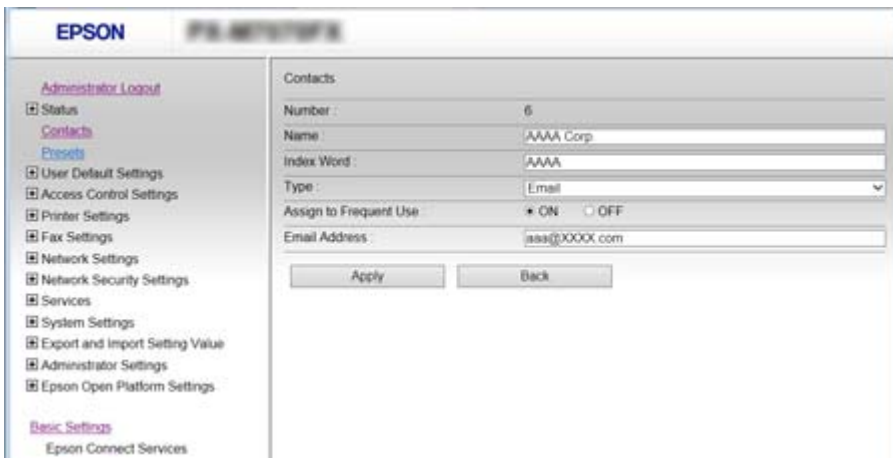 EPSON
Administrator Logout
Status
Contacts
Presets
User Default Settings
Access Control Settings
Printer Settings
Fax Settings
Network Settings
Network Security Settings
Services
System Settings
Export and Import Setting Value
Administrator Settings
Epson Open Platform Settings
Basic Settings
Epson Connect Services
Contacts
Number : 6
Name : AAAA Corp
Index Word : AAAA
Type : Email
Assign to Frequent Use : ON OFF
Email Address : aaa@XXXX.com
Apply Back